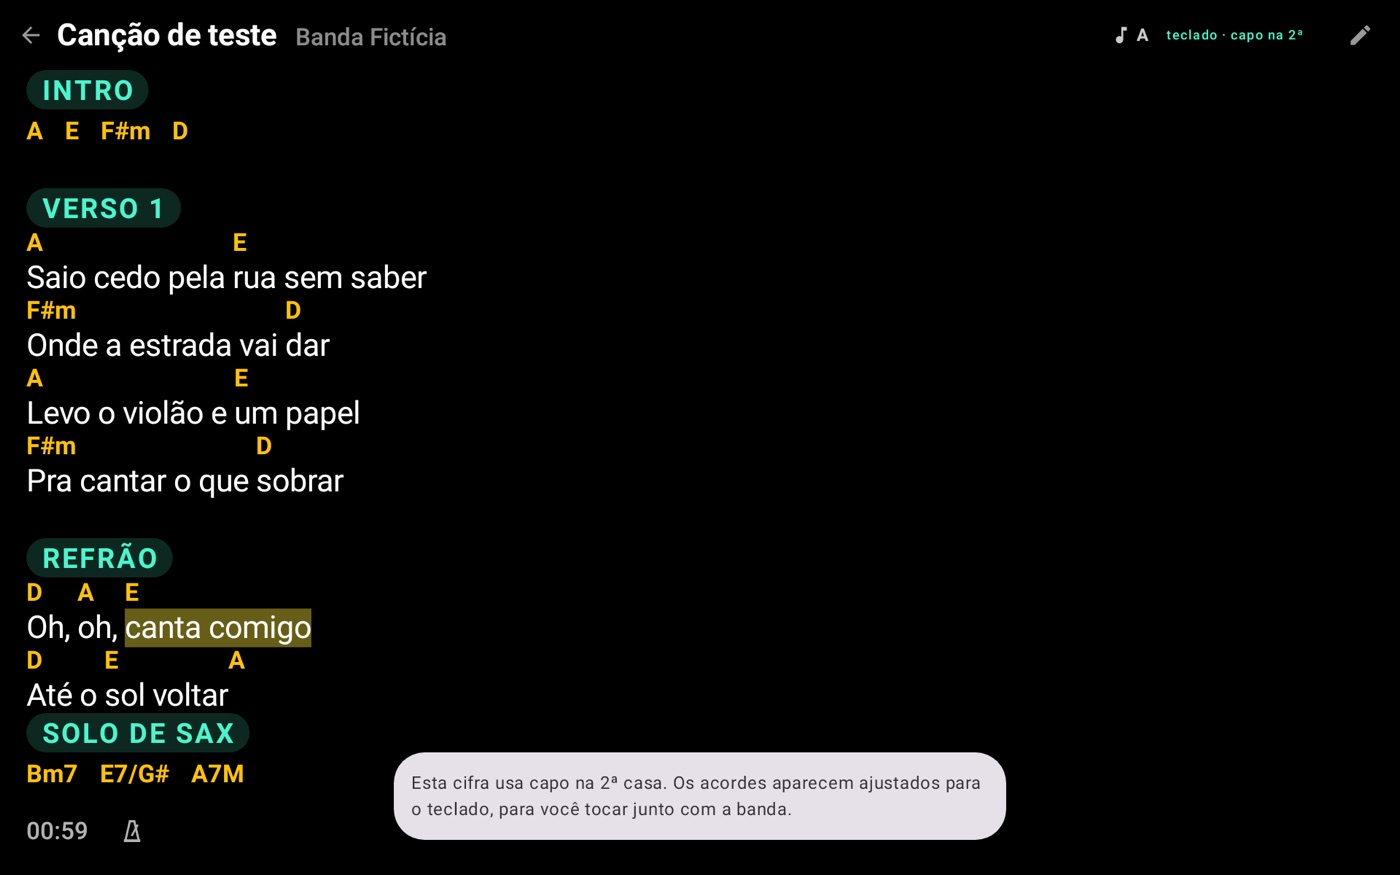 Canção de teste Banda Fictícia A teclado · capo na 2ª
INTRO
A E F#m D
VERSO 1
A E
Saio cedo pela rua sem saber
F#m D
Onde a estrada vai dar
A E
Levo o violão e um papel
F#m D
Pra cantar o que sobrar
REFRÃO
D A E
Oh, oh, canta comigo
D E A
Até o sol voltar
SOLO DE SAX
Bm7 E7/G# A7M
Esta cifra usa capo na 2ª casa. Os acordes aparecem ajustados para
o teclado, para você tocar junto com a banda.
00:59